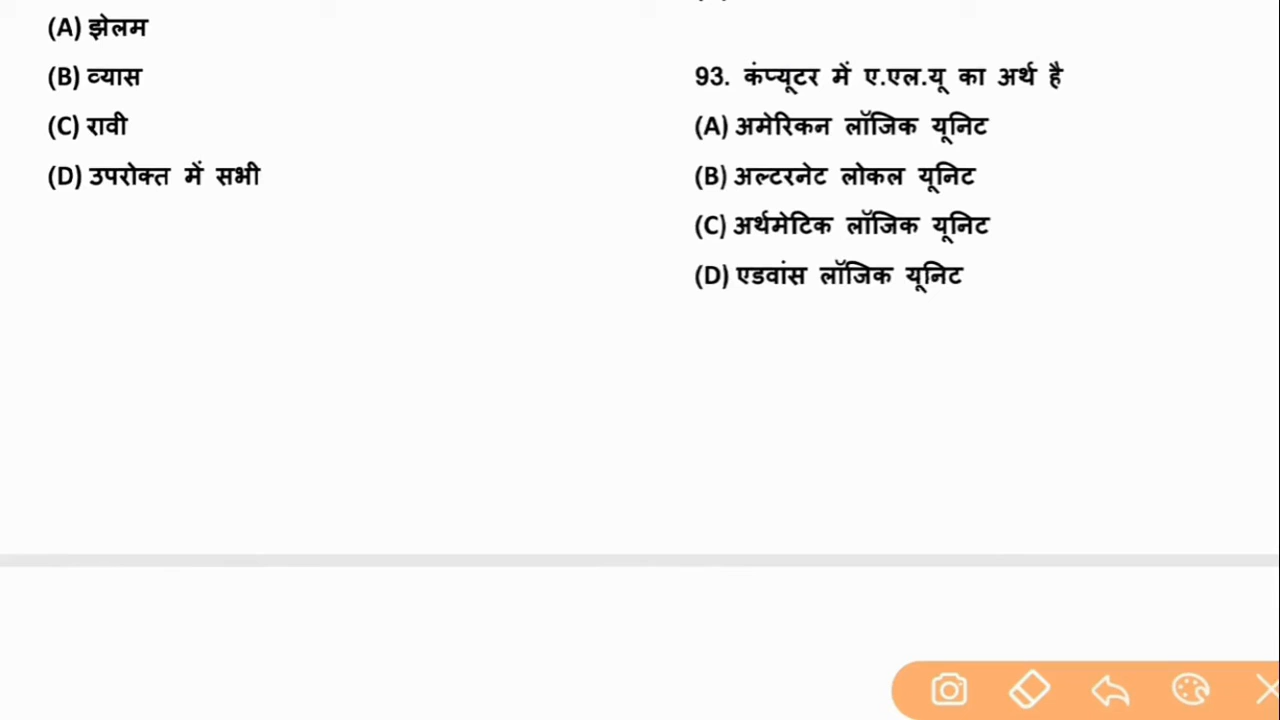 (A) झेलम
(B) व्यास
(C) रावी
(D) उपरोक्त में सभी
93. कंप्यूटर में ए.एल.यू का अर्थ है
(A) अमेरिकन लॉजिक यूनिट
(B) अल्टरनेट लोकल यूनिट
(C) अर्थमेटिक लॉजिक यूनिट
(D) एडवांस लॉजिक यूनिट